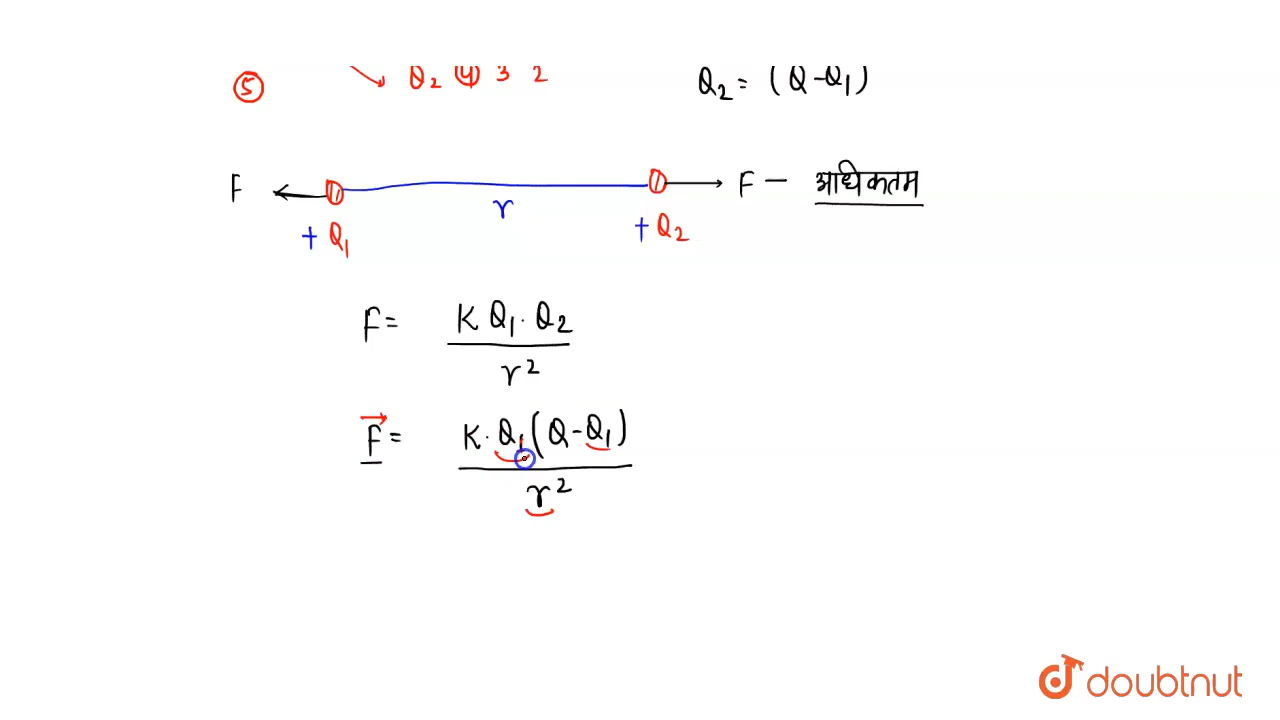 ⑤ Q2 ④ 3 2 Q2 = (Q-Q1)
F F - अधिकतम
r
+ Q1 + Q2
F = K Q1 · Q2
r²
F = K · Q1 (Q - Q1)
r²
doubtnut